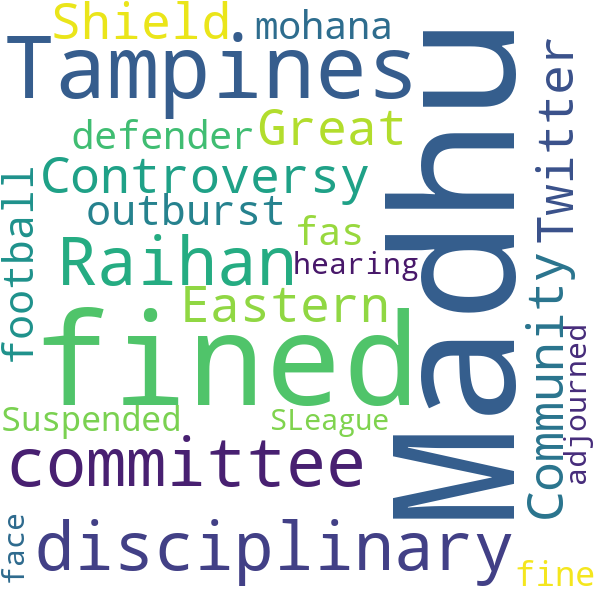 Shield
mohana
Tampines
defender
Great
Controversy
outburst
fas
Raihan
hearing
Eastern
fined
Suspended
SLeague
committee
disciplinary
face
fine
football
Madhu
Twitter
Community
adjourned